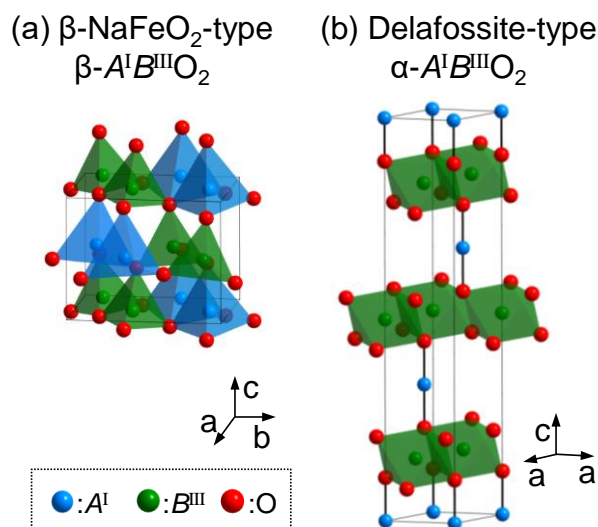 (a) β-NaFeO₂-type
β-AᴵBᴵᴵᴵO₂
(b) Delafossite-type
α-AᴵBᴵᴵᴵO₂
c
a
b
c
a
a
:Aᴵ :Bᴵᴵᴵ :O